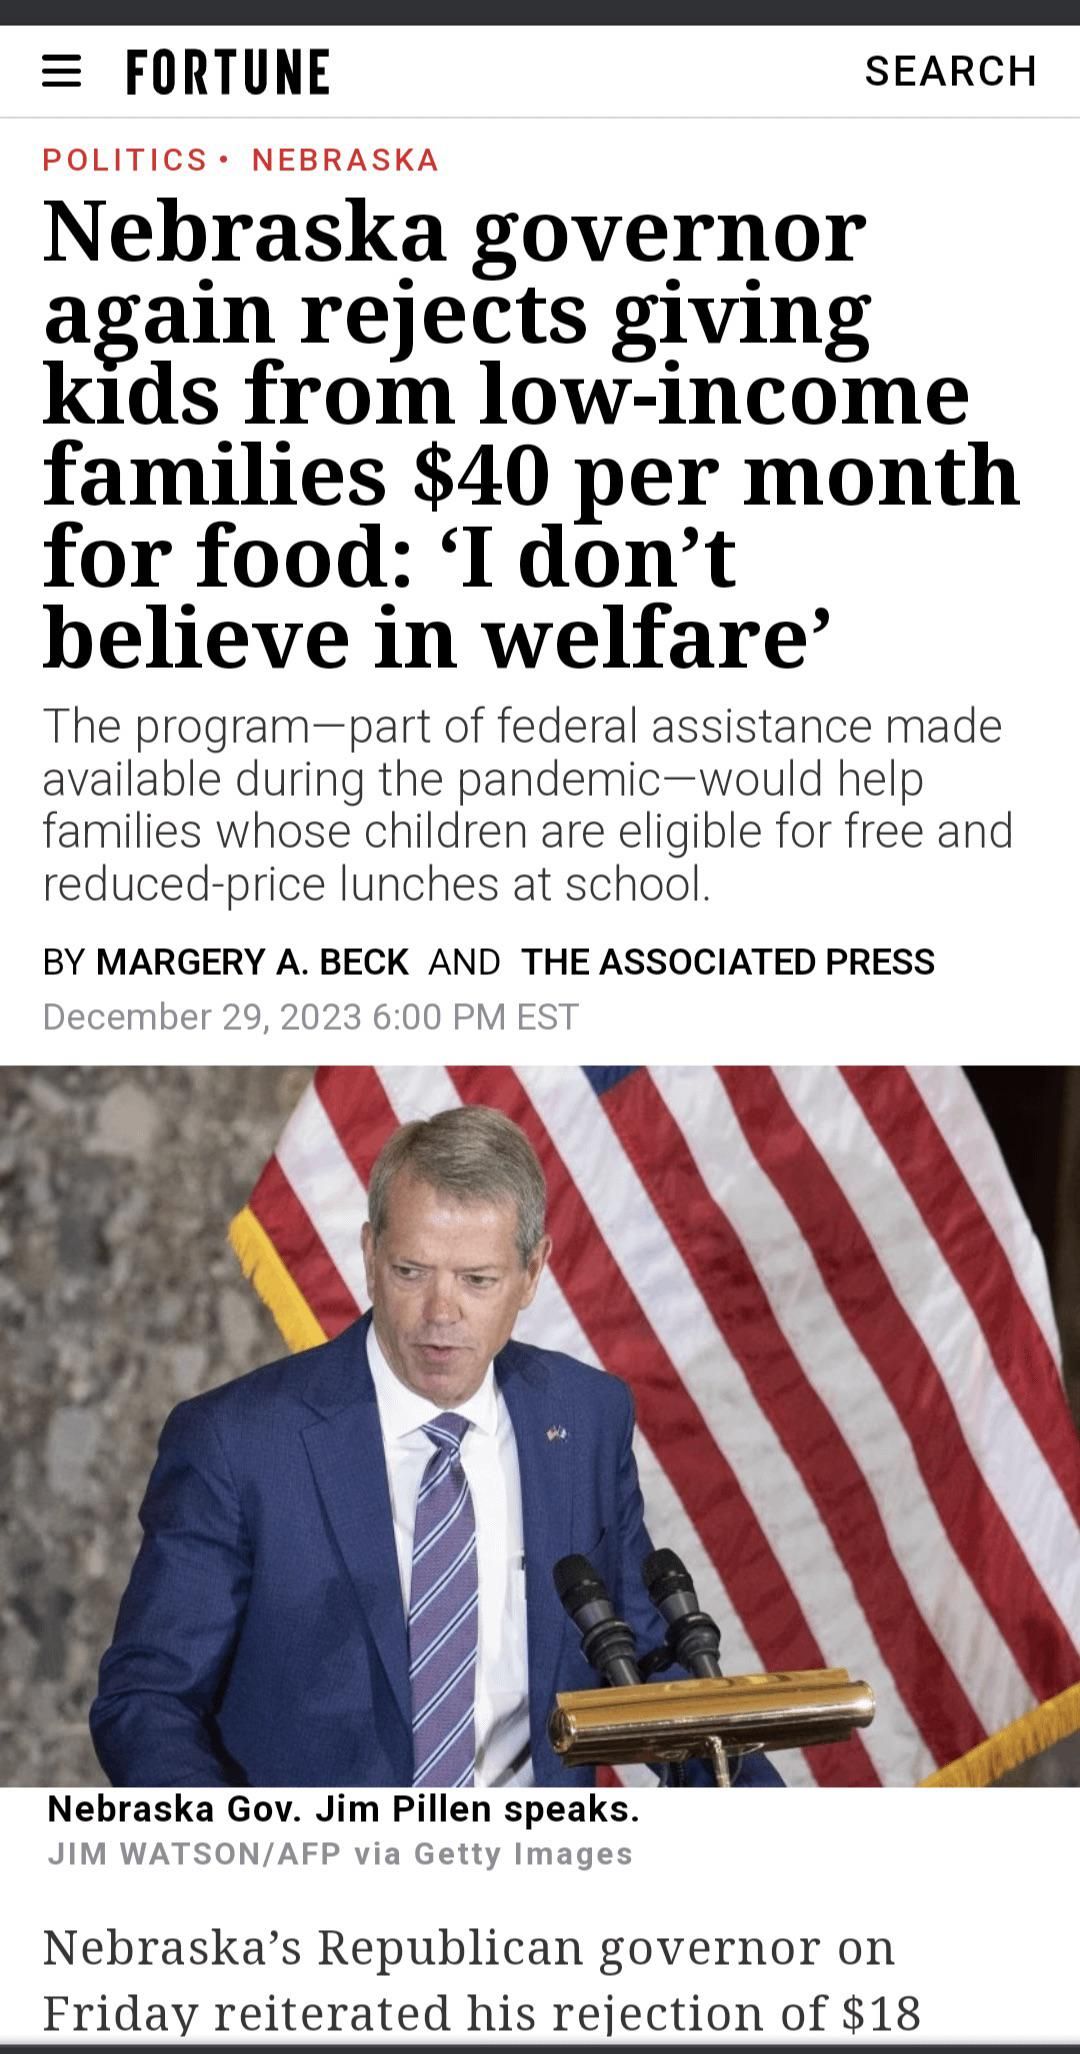 FORTUNE
SEARCH
POLITICS • NEBRASKA
Nebraska governor
again rejects giving
kids from low-income
families $40 per month
for food: ‘I don’t
believe in welfare’
The program—part of federal assistance made
available during the pandemic—would help
families whose children are eligible for free and
reduced-price lunches at school.
BY MARGERY A. BECK AND THE ASSOCIATED PRESS
December 29, 2023 6:00 PM EST
Nebraska Gov. Jim Pillen speaks.
JIM WATSON/AFP via Getty Images
Nebraska’s Republican governor on
Friday reiterated his rejection of $18